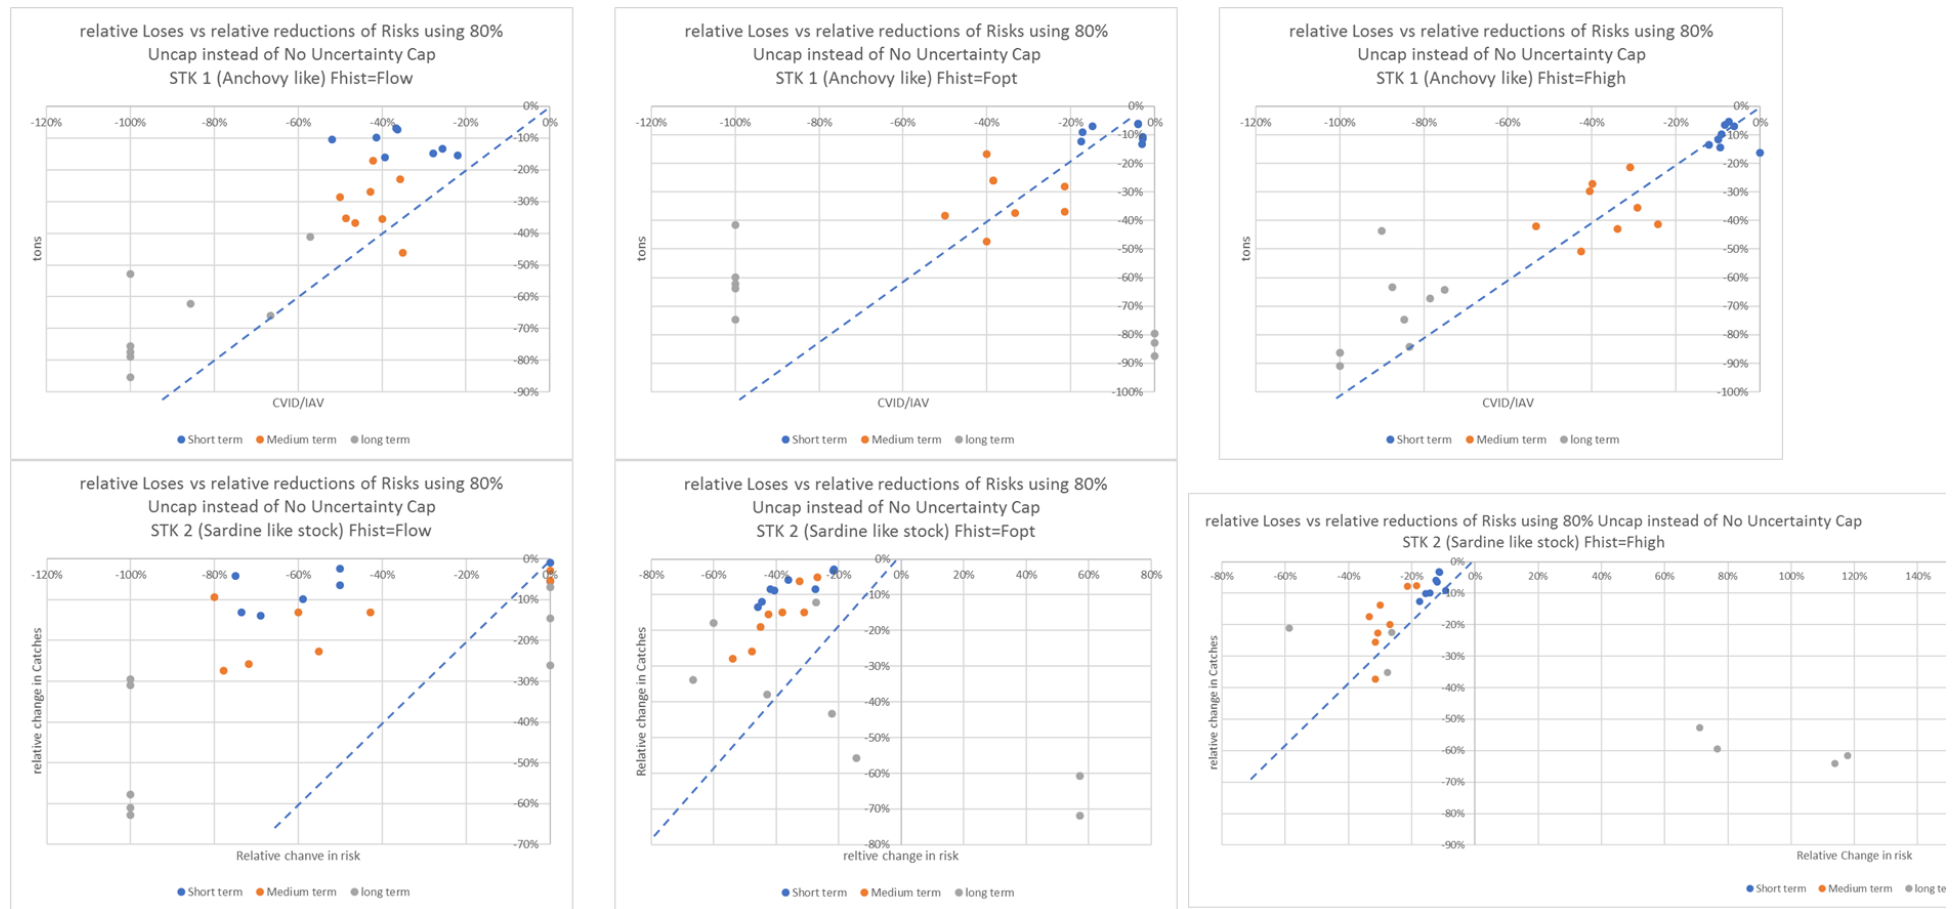 relative Loses vs relative reductions of Risks using 80%
Uncap instead of No Uncertainty Cap
STK 1 (Anchovy like) Fhist=Flow
0%
-120% -100% -80% -60% -40% -20% 0%
-10%
-20%
-30%
-40%
-50%
-60%
-70%
-80%
-90%
tons
CVID/IAV
Short term Medium term long term
relative Loses vs relative reductions of Risks using 80%
Uncap instead of No Uncertainty Cap
STK 1 (Anchovy like) Fhist=Fopt
0%
-120% -100% -80% -60% -40% -20% 0%
-10%
-20%
-30%
-40%
-50%
-60%
-70%
-80%
-90%
-100%
tons
CVID/IAV
Short term Medium term long term
relative Loses vs relative reductions of Risks using 80%
Uncap instead of No Uncertainty Cap
STK 1 (Anchovy like) Fhist=Fhigh
0%
-120% -100% -80% -60% -40% -20% 0%
-10%
-20%
-30%
-40%
-50%
-60%
-70%
-80%
-90%
-100%
tons
CVID/IAV
Short term Medium term long term
relative Loses vs relative reductions of Risks using 80%
Uncap instead of No Uncertainty Cap
STK 2 (Sardine like stock) Fhist=Flow
0%
-120% -100% -80% -60% -40% -20% 0%
-10%
-20%
-30%
-40%
-50%
-60%
-70%
relative change in Catches
Relative chanve in risk
Short term Medium term long term
relative Loses vs relative reductions of Risks using 80%
Uncap instead of No Uncertainty Cap
STK 2 (Sardine like stock) Fhist=Fopt
0%
-80% -60% -40% -20% 0% 20% 40% 60% 80%
-10%
-20%
-30%
-40%
-50%
-60%
-70%
-80%
Relative change in Catches
reltive change in risk
Short term Medium term long term
relative Loses vs relative reductions of Risks using 80% Uncap instead of No Uncertainty Cap
STK 2 (Sardine like stock) Fhist=Fhigh
0%
-80% -60% -40% -20% 0% 20% 40% 60% 80% 100% 120% 140%
-10%
-20%
-30%
-40%
-50%
-60%
-70%
-80%
-90%
relative change in Catches
Relative Change in risk
Short term Medium term long te